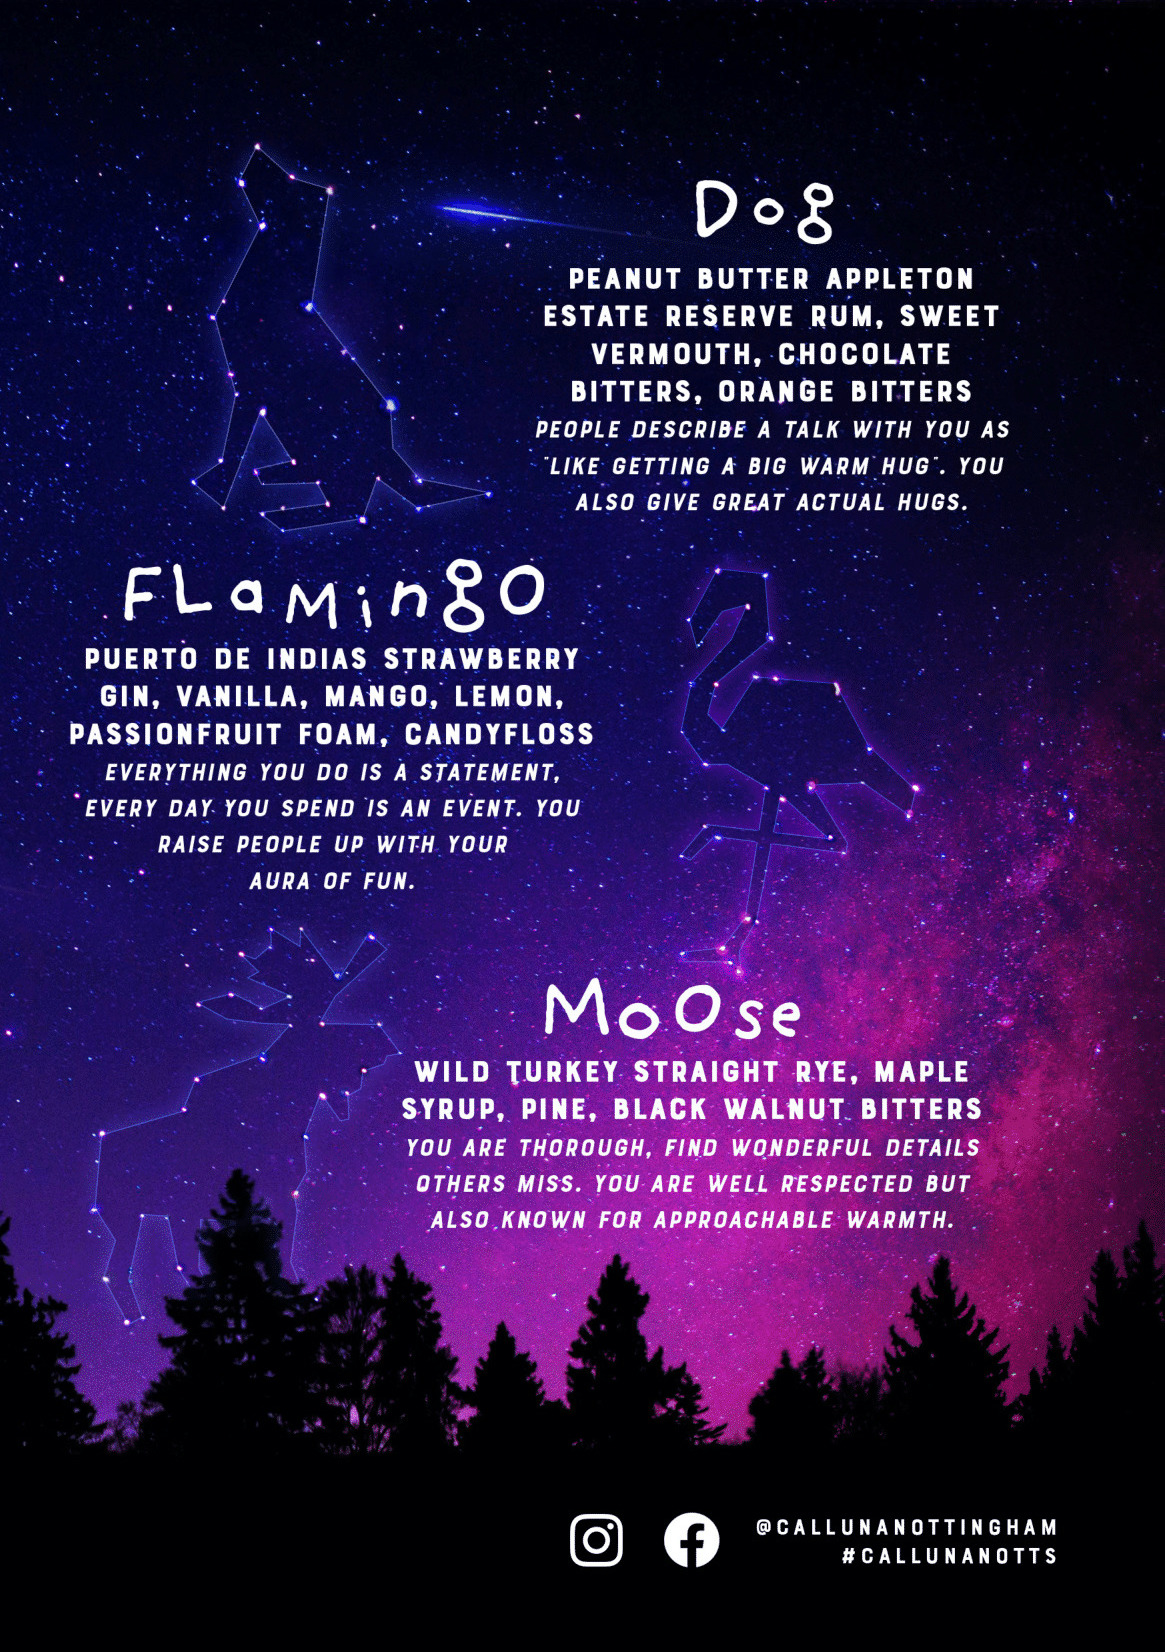 Dog
PEANUT BUTTER APPLETON
ESTATE RESERVE RUM, SWEET
VERMOUTH, CHOCOLATE
BITTERS, ORANGE BITTERS
PEOPLE DESCRIBE A TALK WITH YOU AS
"LIKE GETTING A BIG WARM HUG". YOU
ALSO GIVE GREAT ACTUAL HUGS.
FLaMingO
PUERTO DE INDIAS STRAWBERRY
GIN, VANILLA, MANGO, LEMON,
PASSIONFRUIT FOAM, CANDYFLOSS
EVERYTHING YOU DO IS A STATEMENT,
EVERY DAY YOU SPEND IS AN EVENT. YOU
RAISE PEOPLE UP WITH YOUR
AURA OF FUN.
MoOse
WILD TURKEY STRAIGHT RYE, MAPLE
SYRUP, PINE, BLACK WALNUT BITTERS
YOU ARE THOROUGH, FIND WONDERFUL DETAILS
OTHERS MISS. YOU ARE WELL RESPECTED BUT
ALSO KNOWN FOR APPROACHABLE WARMTH.
@CALLUNANOTTINGHAM
#CALLUNANOTTS